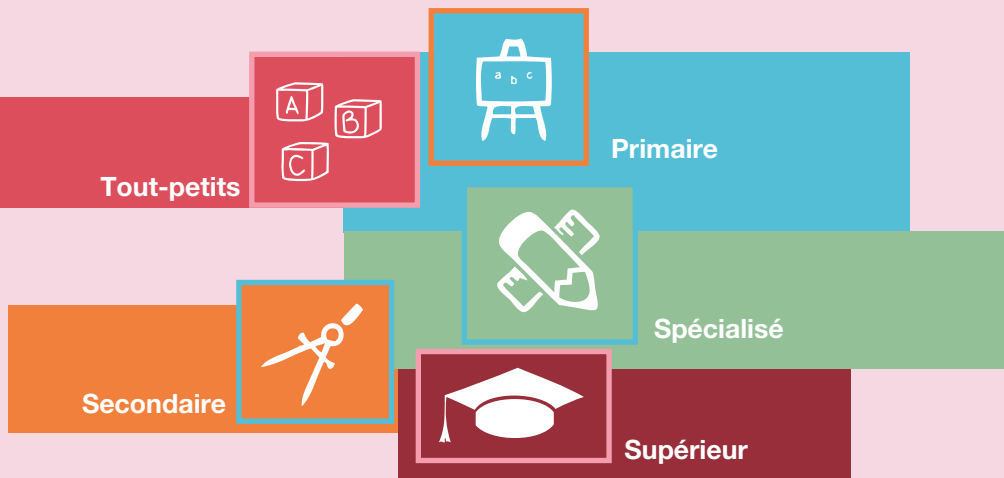 a b c
Primaire
A
B
C
Tout-petits
Spécialisé
Secondaire
Supérieur